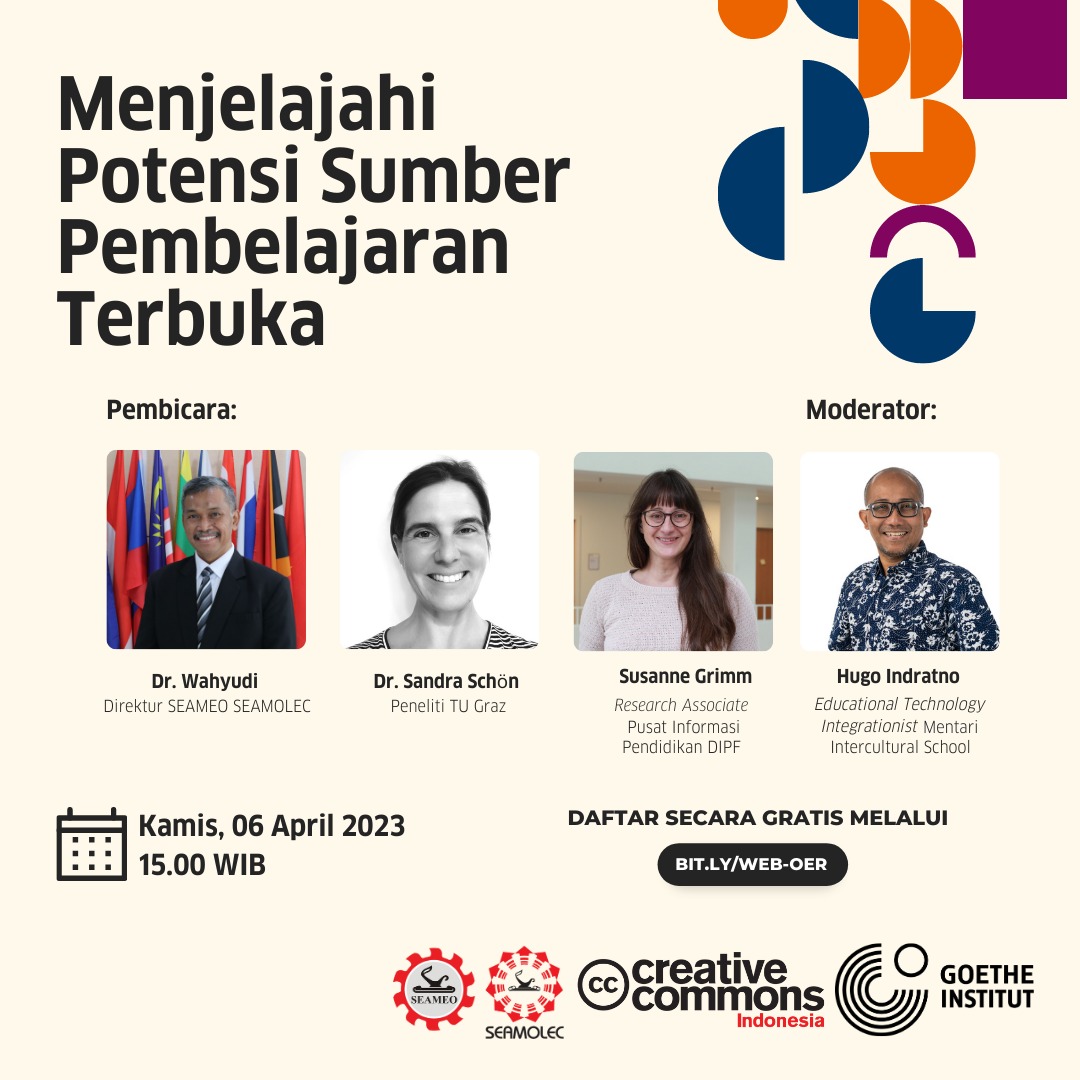 Menjelajahi
Potensi Sumber
Pembelajaran
Terbuka
Pembicara:
Moderator:
Dr. Wahyudi
Direktur SEAMEO SEAMOLEC
Dr. Sandra Schön
Peneliti TU Graz
Susanne Grimm
Research Associate
Pusat Informasi
Pendidikan DIPF
Hugo Indratno
Educational Technology
Integrationist Mentari
Intercultural School
Kamis, 06 April 2023
15.00 WIB
DAFTAR SECARA GRATIS MELALUI
BIT.LY/WEB-OER
SEAMEO
SEAMOLEC
cc
creative
commons
Indonesia
GOETHE
INSTITUT